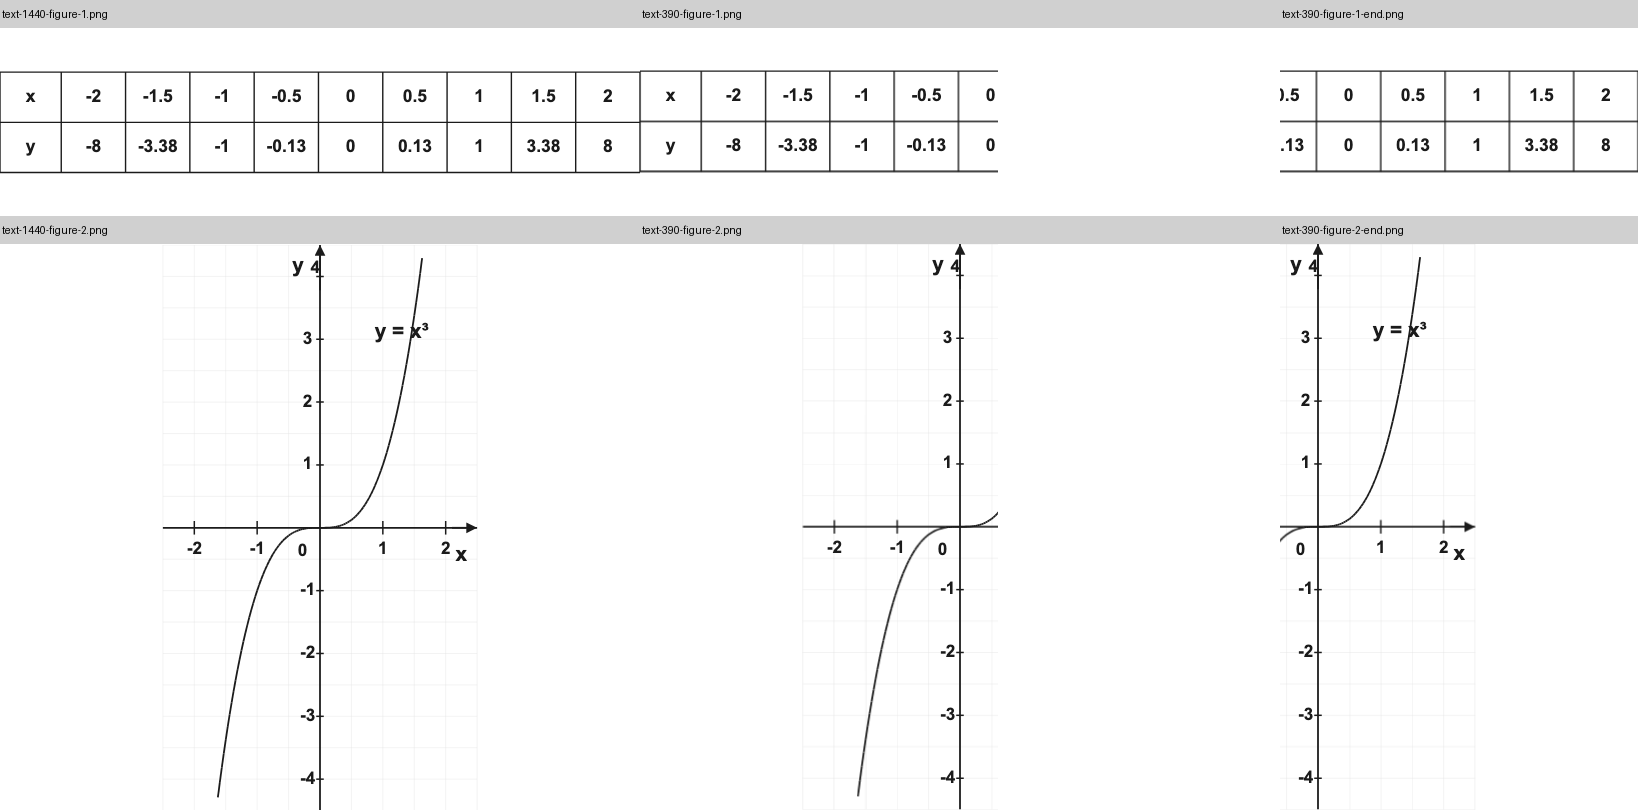 text-1440-figure-1.png text-390-figure-1.png text-390-figure-1-end.png
x -2 -1.5 -1 -0.5 0 0.5 1 1.5 2 x -2 -1.5 -1 -0.5 0 0.5 0 0.5 1 1.5 2
y -8 -3.38 -1 -0.13 0 0.13 1 3.38 8 y -8 -3.38 -1 -0.13 0 .13 0 0.13 1 3.38 8
text-1440-figure-2.png text-390-figure-2.png text-390-figure-2-end.png
y 4 y 4 y 4
y = x³ y = x³
3 3 3
2 2 2
1 1 1
-2 -1 0 1 2 x -2 -1 0 0 1 2 x
-1 -1 -1
-2 -2 -2
-3 -3 -3
-4 -4 -4